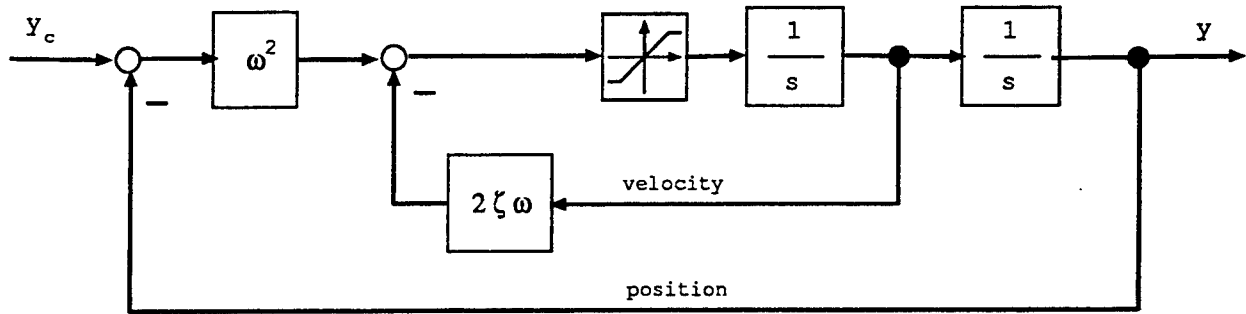 y_c
ω²
1
s
1
s
y
−
−
2ζω
velocity
position